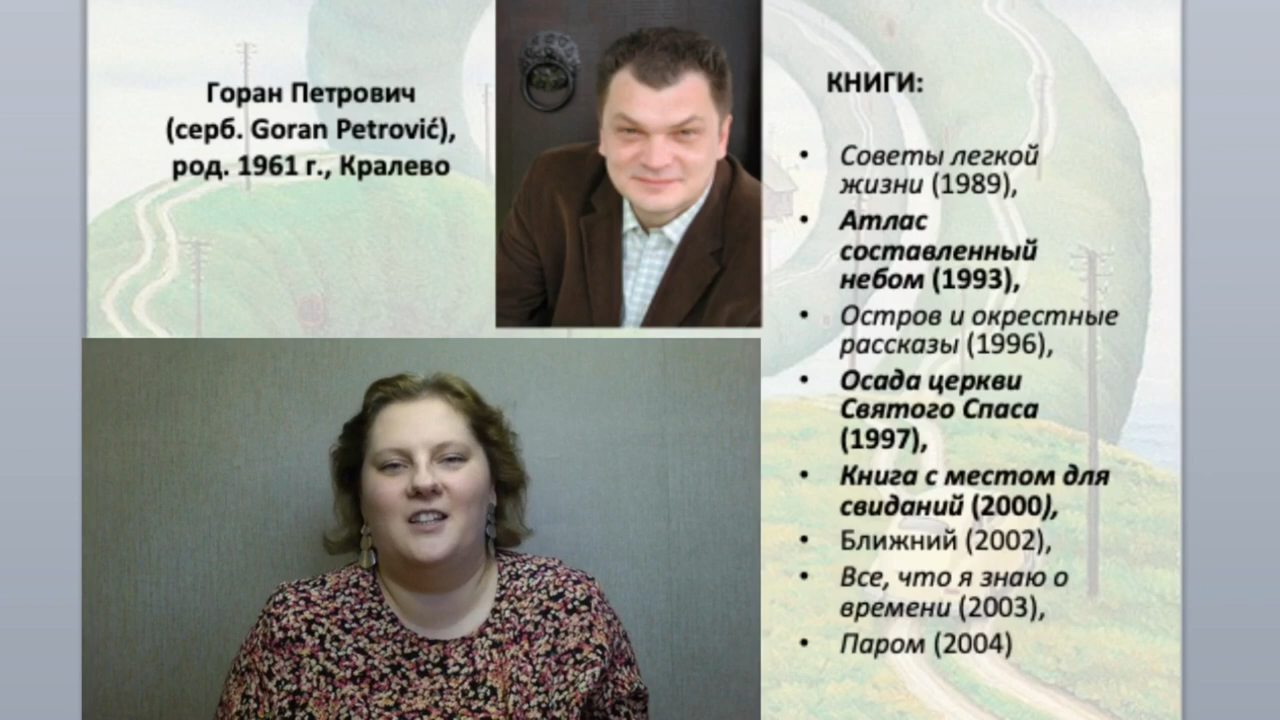 Горан Петрович
(серб. Goran Petrović),
род. 1961 г., Кралево
КНИГИ:
• Советы легкой
жизни (1989),
• Атлас
составленный
небом (1993),
• Остров и окрестные
рассказы (1996),
• Осада церкви
Святого Спаса
(1997),
• Книга с местом для
свиданий (2000),
• Ближний (2002),
• Все, что я знаю о
времени (2003),
• Паром (2004)